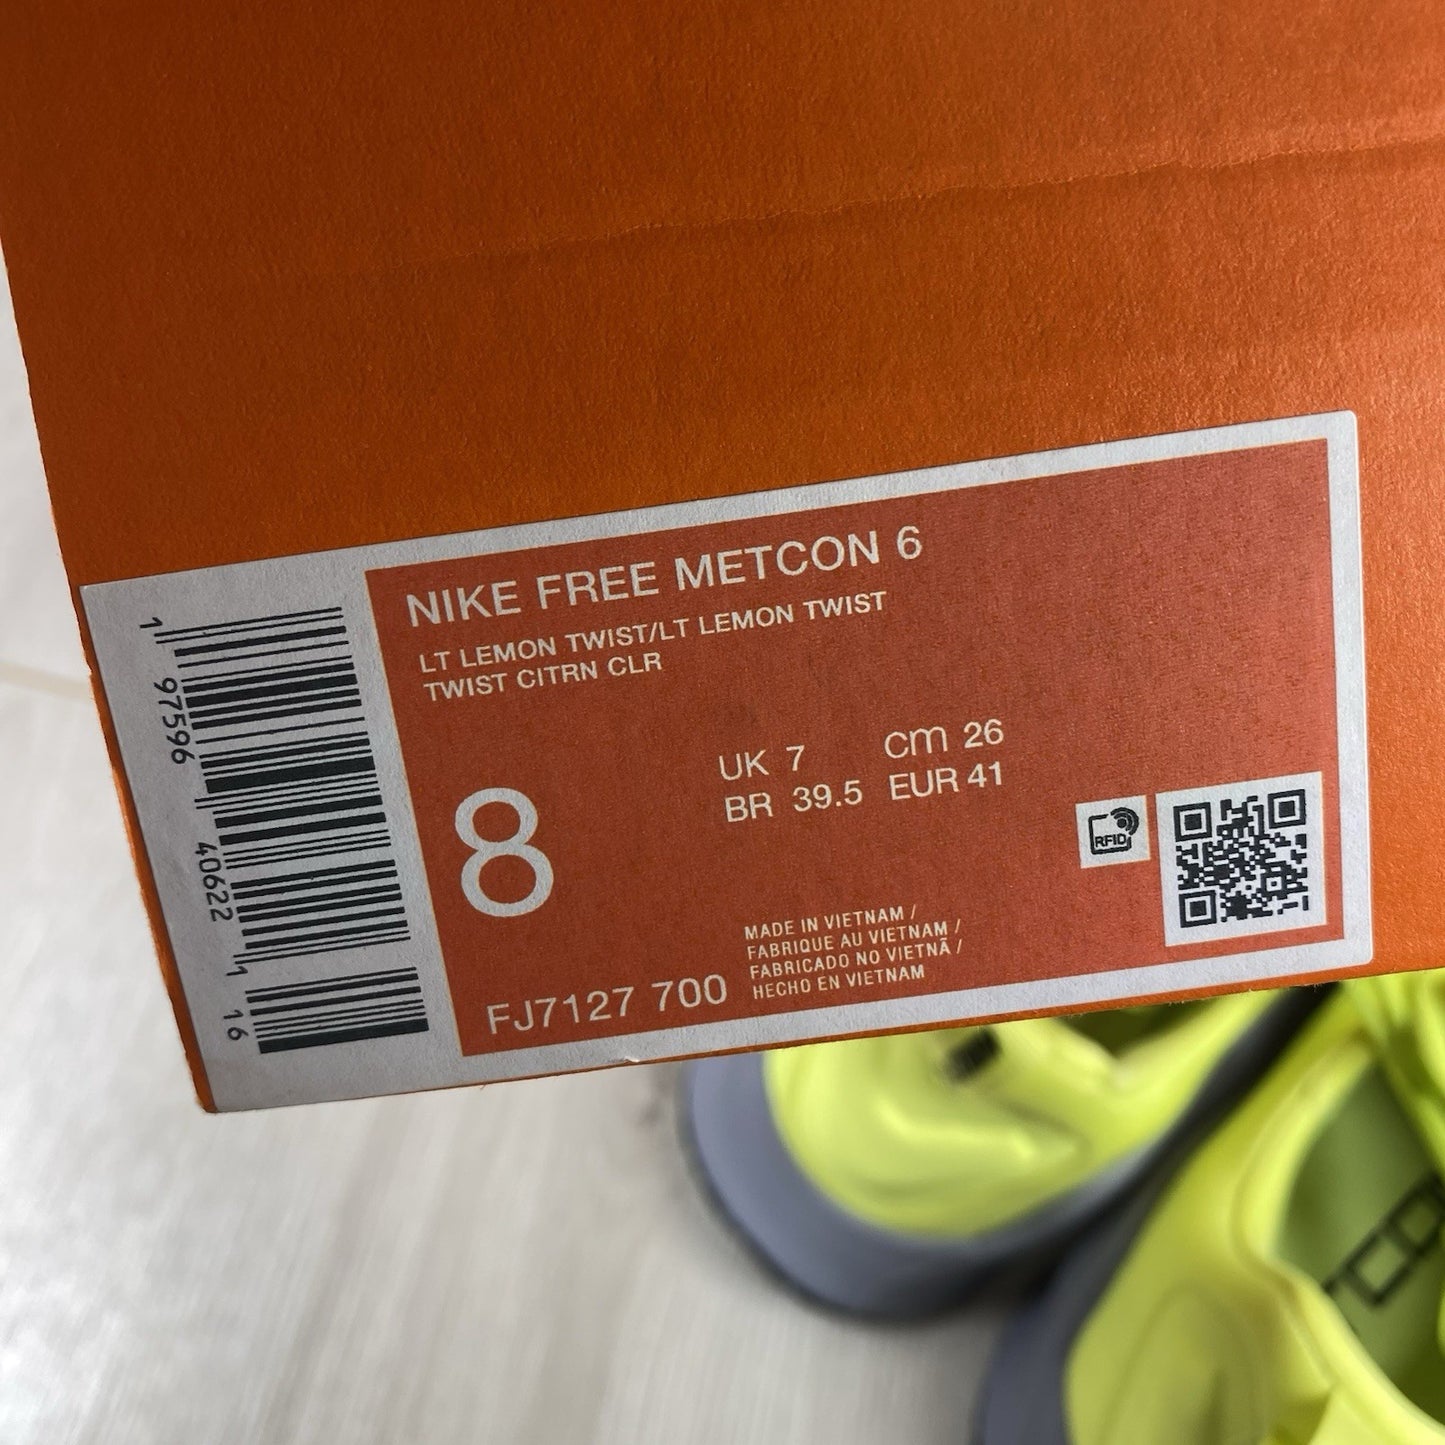 NIKE FREE METCON 6
LT LEMON TWIST/LT LEMON TWIST
TWIST CITRN CLR
8
UK 7 cm 26
BR 39.5 EUR 41
RFID
MADE IN VIETNAM /
FABRIQUE AU VIETNAM /
FABRICADO NO VIETNÃ /
HECHO EN VIETNAM
FJ7127 700
1 97596 40622 1 16